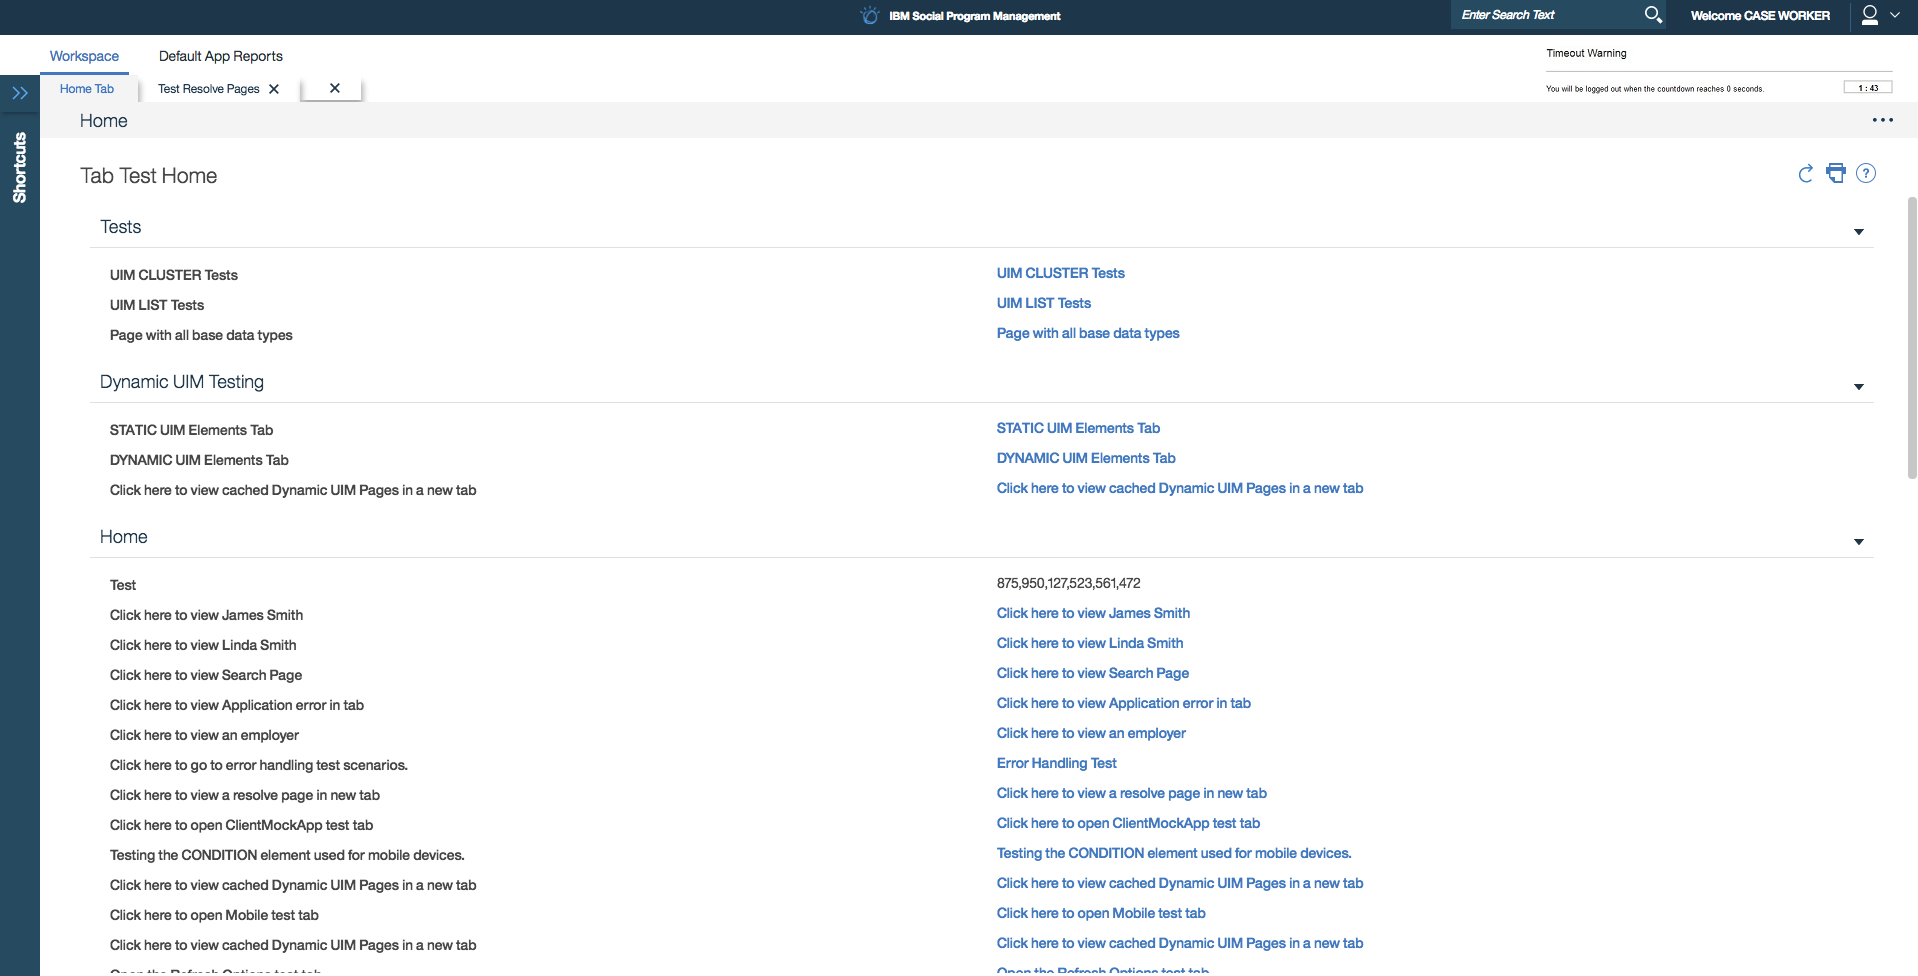 IBM Social Program Management
Enter Search Text
Welcome CASE WORKER
Workspace
Default App Reports
Timeout Warning
You will be logged out when the countdown reaches 0 seconds.
1 : 43
Home Tab
Test Resolve Pages
Shortcuts
Home
Tab Test Home
Tests
UIM CLUSTER Tests UIM CLUSTER Tests
UIM LIST Tests UIM LIST Tests
Page with all base data types Page with all base data types
Dynamic UIM Testing
STATIC UIM Elements Tab STATIC UIM Elements Tab
DYNAMIC UIM Elements Tab DYNAMIC UIM Elements Tab
Click here to view cached Dynamic UIM Pages in a new tab Click here to view cached Dynamic UIM Pages in a new tab
Home
Test 875,950,127,523,561,472
Click here to view James Smith Click here to view James Smith
Click here to view Linda Smith Click here to view Linda Smith
Click here to view Search Page Click here to view Search Page
Click here to view Application error in tab Click here to view Application error in tab
Click here to view an employer Click here to view an employer
Click here to go to error handling test scenarios. Error Handling Test
Click here to view a resolve page in new tab Click here to view a resolve page in new tab
Click here to open ClientMockApp test tab Click here to open ClientMockApp test tab
Testing the CONDITION element used for mobile devices. Testing the CONDITION element used for mobile devices.
Click here to view cached Dynamic UIM Pages in a new tab Click here to view cached Dynamic UIM Pages in a new tab
Click here to open Mobile test tab Click here to open Mobile test tab
Click here to view cached Dynamic UIM Pages in a new tab Click here to view cached Dynamic UIM Pages in a new tab
Open the Refresh Options test tab Open the Refresh Options test tab